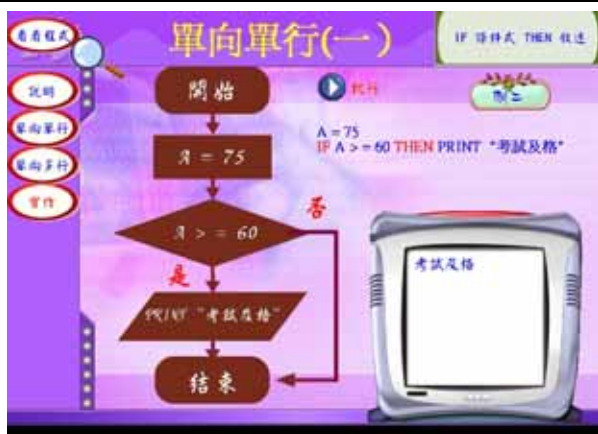 看看程式
單向單行(一)
IF 條件式 THEN 敘述
說明
單向單行
單向多行
實作
開始
A = 75
A > = 60
否
是
PRINT "考試及格"
結束
執行
例二
A = 75
IF A > = 60 THEN PRINT "考試及格"
考試及格